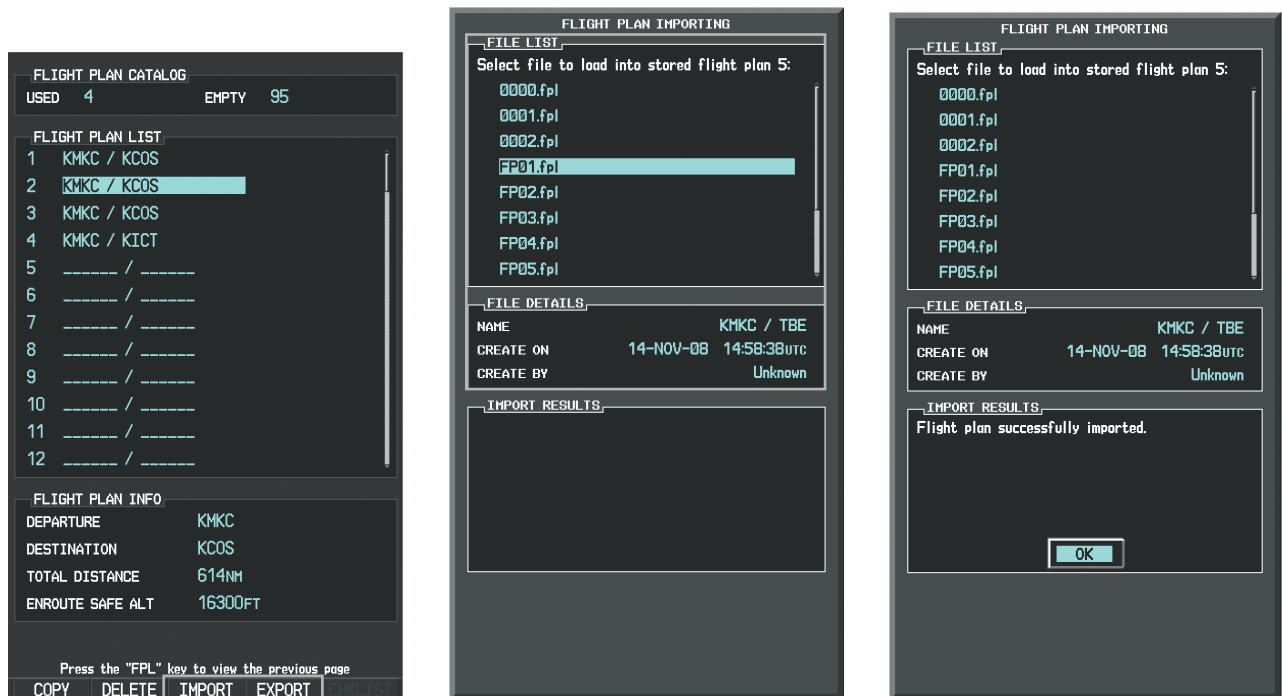 FLIGHT PLAN CATALOG
USED 4 EMPTY 95
FLIGHT PLAN LIST
1 KMKC / KCOS
2 KMKC / KCOS
3 KMKC / KCOS
4 KMKC / KICT
5 ______ / ______
6 ______ / ______
7 ______ / ______
8 ______ / ______
9 ______ / ______
10 ______ / ______
11 ______ / ______
12 ______ / ______
FLIGHT PLAN INFO
DEPARTURE KMKC
DESTINATION KCOS
TOTAL DISTANCE 614NM
ENROUTE SAFE ALT 16300FT
Press the "FPL" key to view the previous page
COPY DELETE IMPORT EXPORT CHKLIST
FLIGHT PLAN IMPORTING
FILE LIST
Select file to load into stored flight plan 5:
0000.fpl
0001.fpl
0002.fpl
FP01.fpl
FP02.fpl
FP03.fpl
FP04.fpl
FP05.fpl
FILE DETAILS
NAME KMKC / TBE
CREATE ON 14-NOV-08 14:58:38UTC
CREATE BY Unknown
IMPORT RESULTS
FLIGHT PLAN IMPORTING
FILE LIST
Select file to load into stored flight plan 5:
0000.fpl
0001.fpl
0002.fpl
FP01.fpl
FP02.fpl
FP03.fpl
FP04.fpl
FP05.fpl
FILE DETAILS
NAME KMKC / TBE
CREATE ON 14-NOV-08 14:58:38UTC
CREATE BY Unknown
IMPORT RESULTS
Flight plan successfully imported.
OK